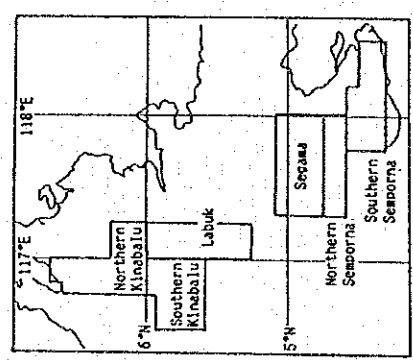 117°E
118°E
6°N
5°N
Northern
Kinabalu
Southern
Kinabalu
Labuk
Segama
Northern
Semporna
Southern
Semporna